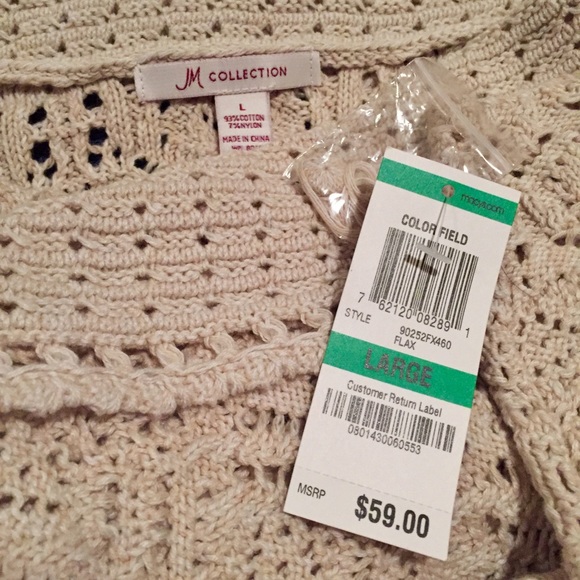 JM COLLECTION
L
93%COTTON
7%NYLON
MADE IN CHINA
macys.com
COLOR FIELD
7 62120 08289 1
STYLE 90252FX460
FLAX
LARGE
Customer Return Label
0801430060553
MSRP $59.00